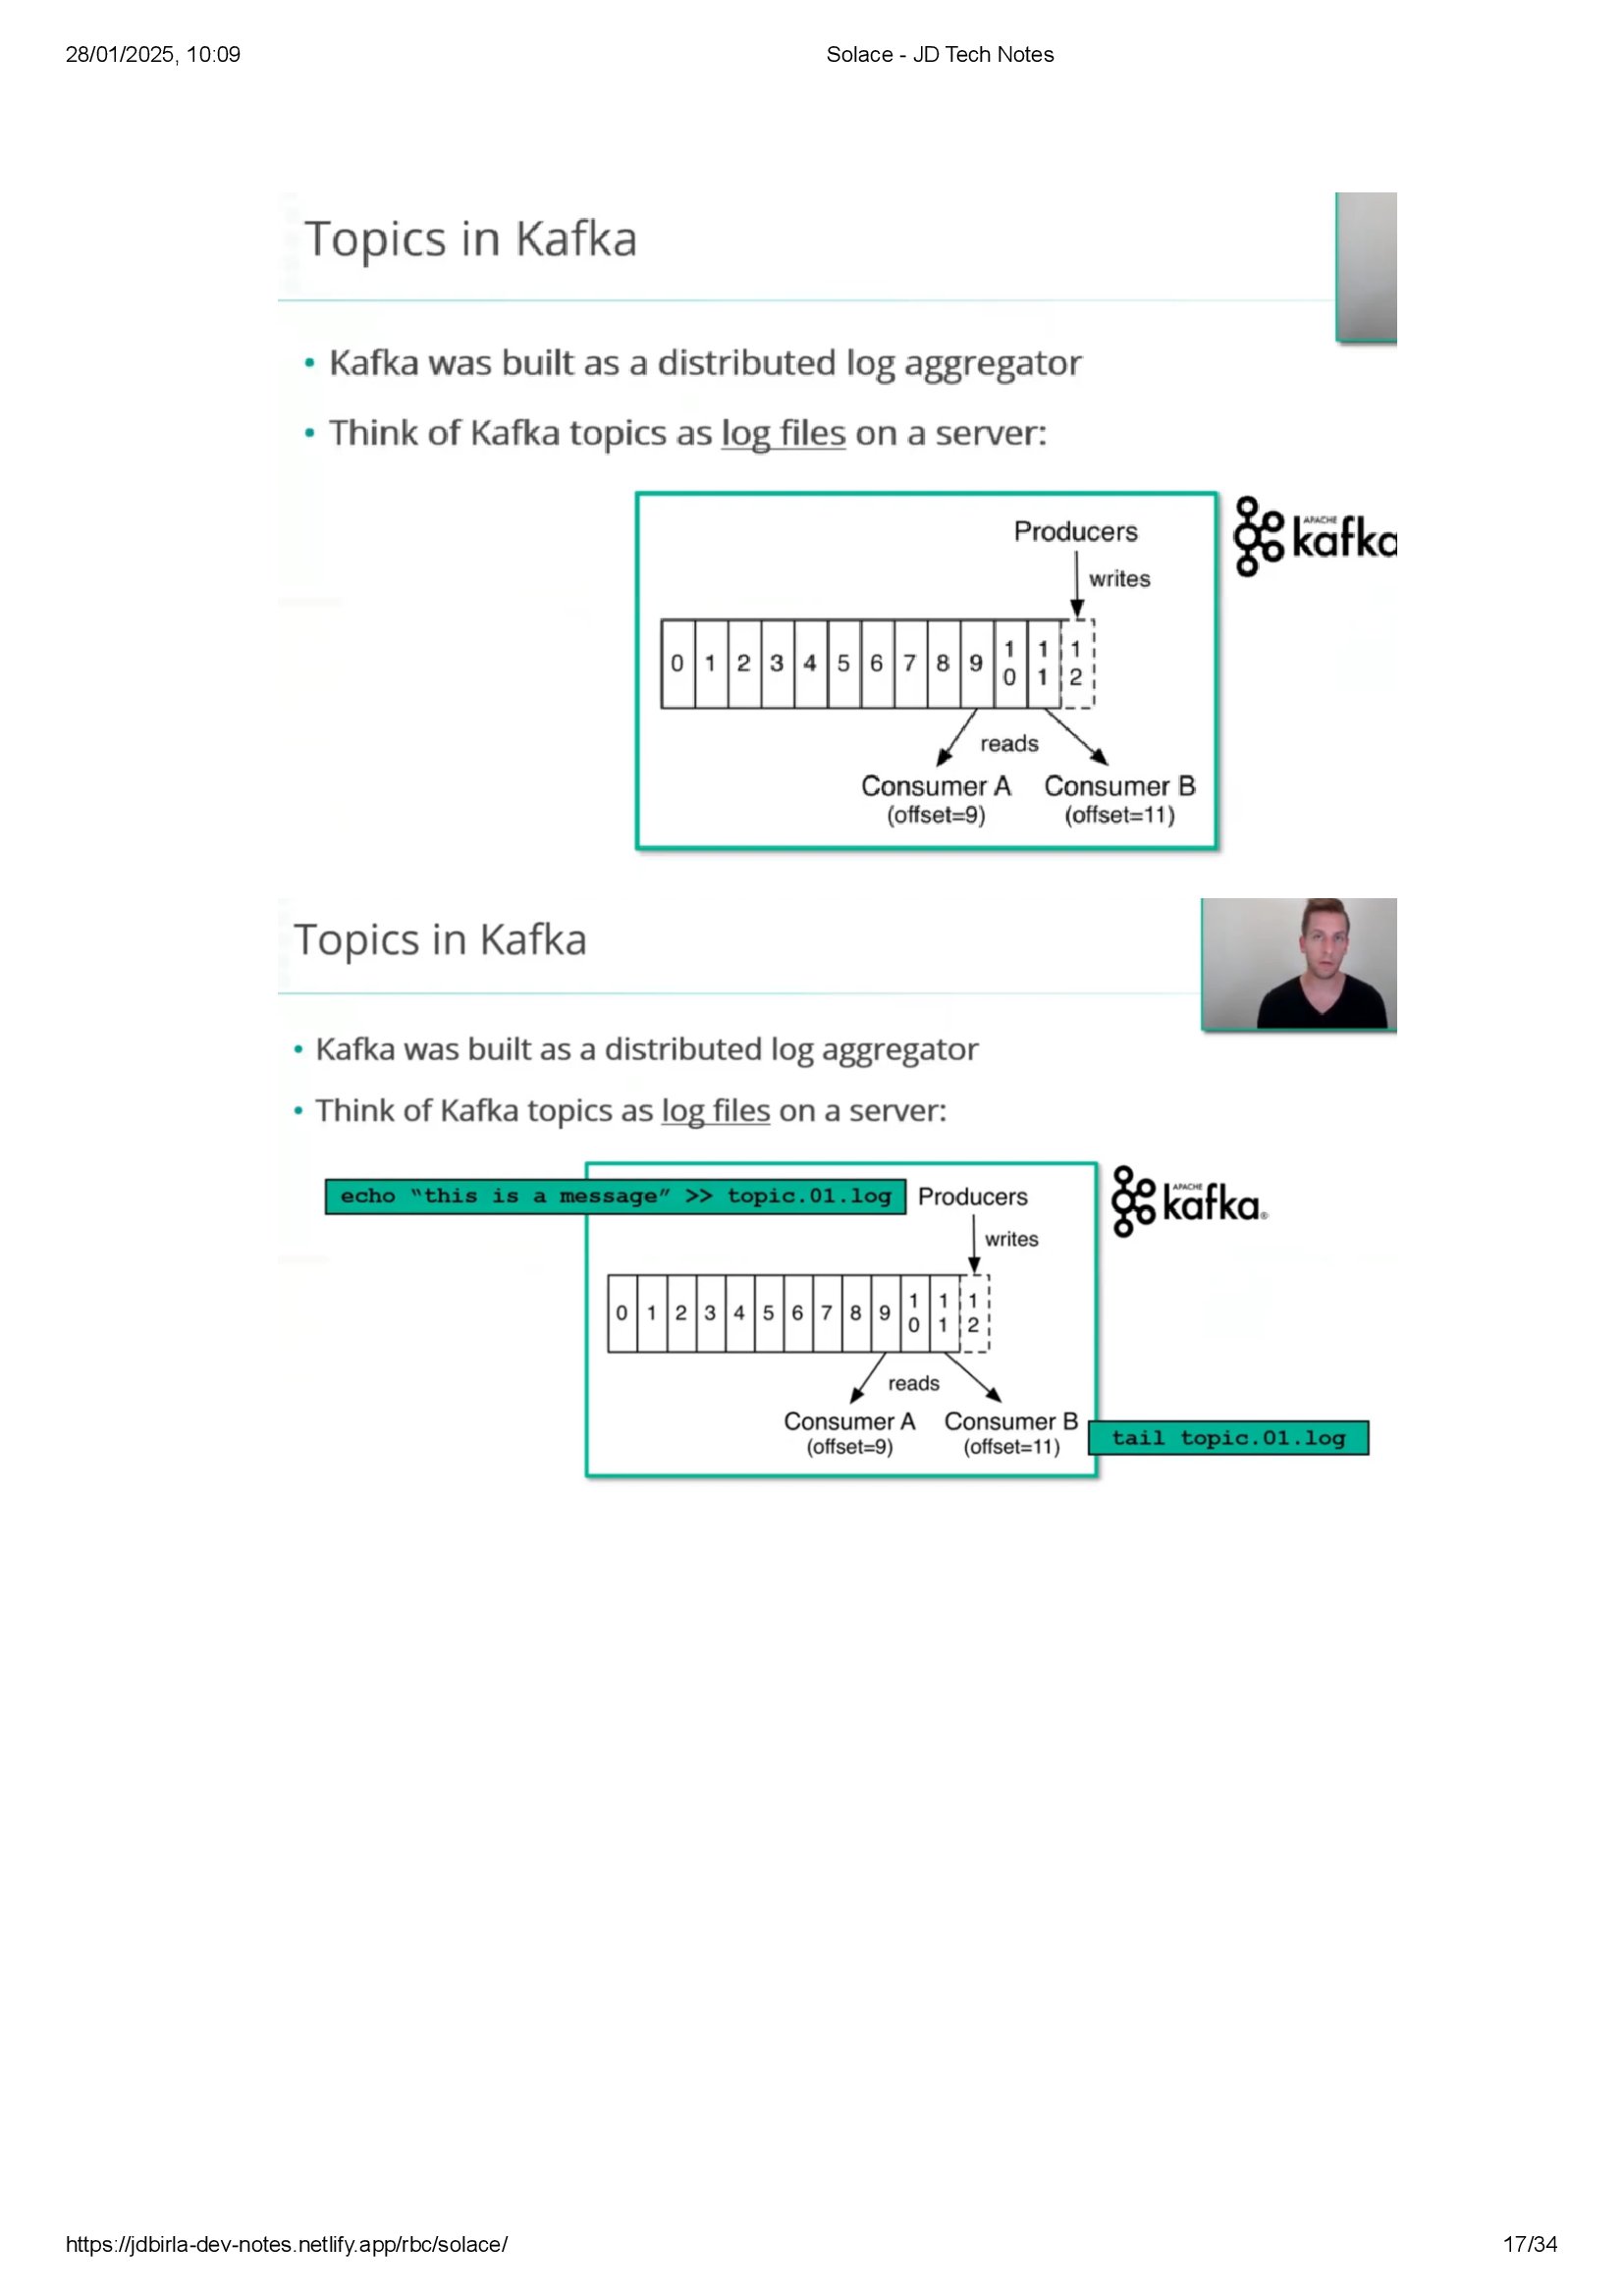 28/01/2025, 10:09 Solace - JD Tech Notes
Topics in Kafka
• Kafka was built as a distributed log aggregator
• Think of Kafka topics as log files on a server:
APACHE
kafka
Producers
writes
0 1 2 3 4 5 6 7 8 9 10 11 12
reads
Consumer A Consumer B
(offset=9) (offset=11)
Topics in Kafka
• Kafka was built as a distributed log aggregator
• Think of Kafka topics as log files on a server:
echo “this is a message” >> topic.01.log Producers
APACHE
kafka®
writes
0 1 2 3 4 5 6 7 8 9 10 11 12
reads
Consumer A Consumer B
(offset=9) (offset=11)
tail topic.01.log
https://jdbirla-dev-notes.netlify.app/rbc/solace/ 17/34